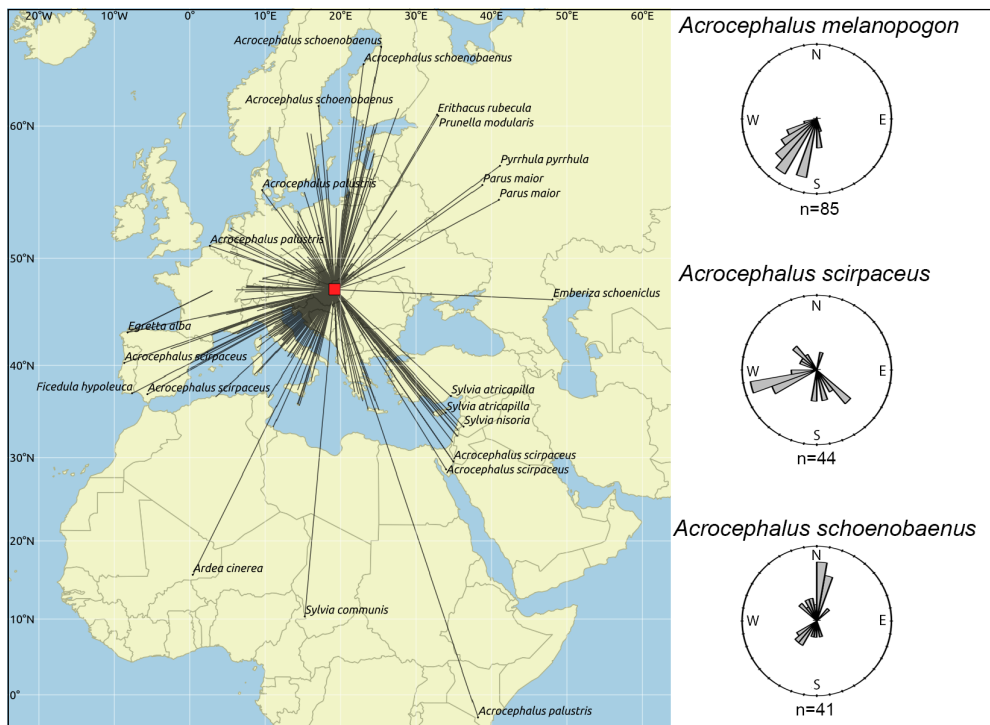 20°W
10°W
0°
10°E
20°E
30°E
40°E
50°E
60°E
Acrocephalus schoenobaenus
Acrocephalus schoenobaenus
Acrocephalus schoenobaenus
Erithacus rubecula
60°N
Prunella modularis
Pyrrhula pyrrhula
Parus maior
Acrocephalus palustris
Parus maior
Acrocephalus palustris
50°N
Emberiza schoeniclus
Egretta alba
Acrocephalus scirpaceus
40°N
Ficedula hypoleuca
Acrocephalus scirpaceus
Sylvia atricapilla
Sylvia atricapilla
Sylvia nisoria
Acrocephalus scirpaceus
30°N
Acrocephalus scirpaceus
20°N
Ardea cinerea
10°N
Sylvia communis
0°
Acrocephalus palustris
Acrocephalus melanopogon
N
W
E
S
n=85
Acrocephalus scirpaceus
N
W
E
S
n=44
Acrocephalus schoenobaenus
N
W
E
S
n=41